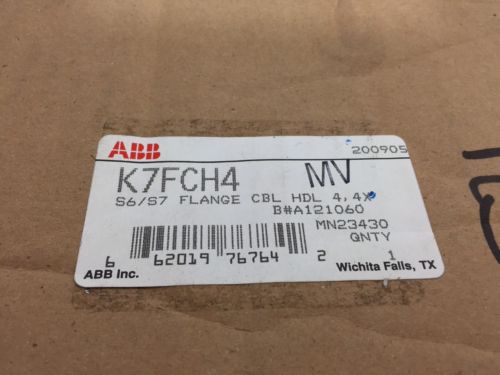 ABB
200905
K7FCH4
MV
S6/S7 FLANGE CBL HDL 4,4X
B#A121060
MN23430
QNTY
6 62019 76764 2
1
ABB Inc.
Wichita Falls, TX